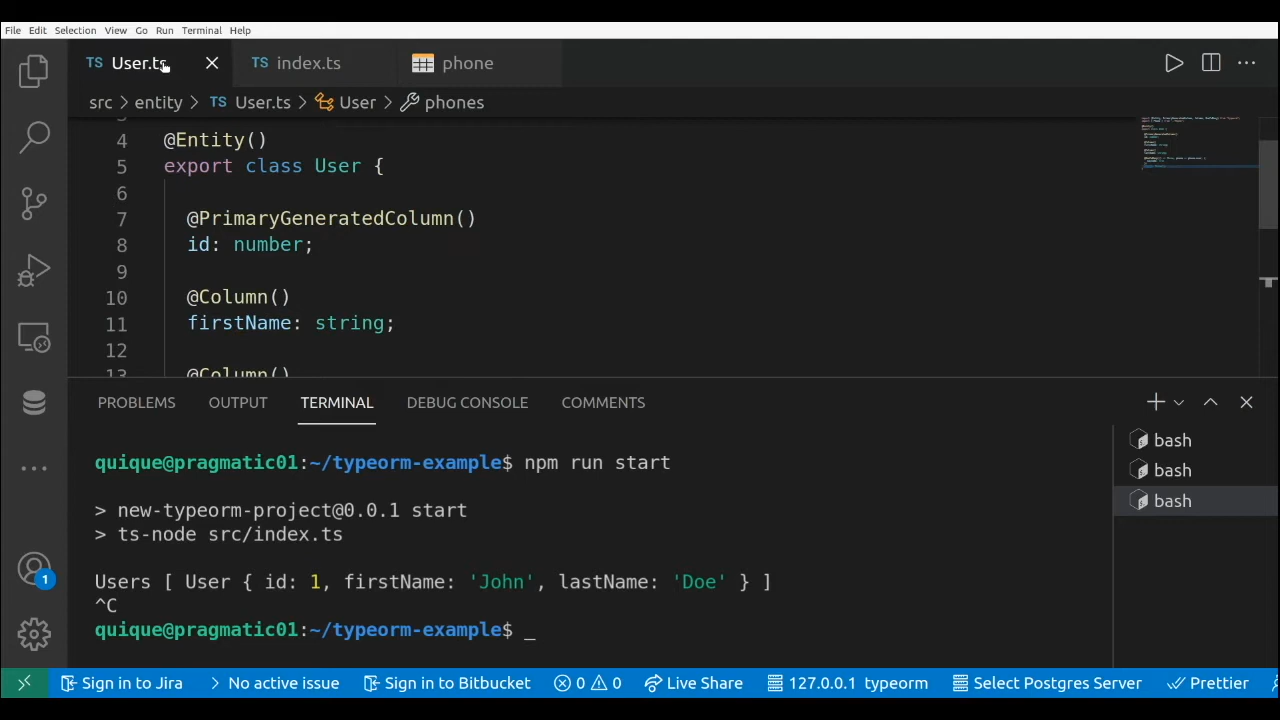 File Edit Selection View Go Run Terminal Help
TS User.ts TS index.ts phone
src > entity > TS User.ts > User > phones
3
4 @Entity()
5 export class User {
6
7 @PrimaryGeneratedColumn()
8 id: number;
9
10 @Column()
11 firstName: string;
12
13 @Column()
PROBLEMS OUTPUT TERMINAL DEBUG CONSOLE COMMENTS
quique@pragmatic01:~/typeorm-example$ npm run start
> new-typeorm-project@0.0.1 start
> ts-node src/index.ts
Users [ User { id: 1, firstName: 'John', lastName: 'Doe' } ]
^C
quique@pragmatic01:~/typeorm-example$ _
bash
bash
bash
1
Sign in to Jira No active issue Sign in to Bitbucket 0 0 Live Share 127.0.0.1 typeorm Select Postgres Server Prettier